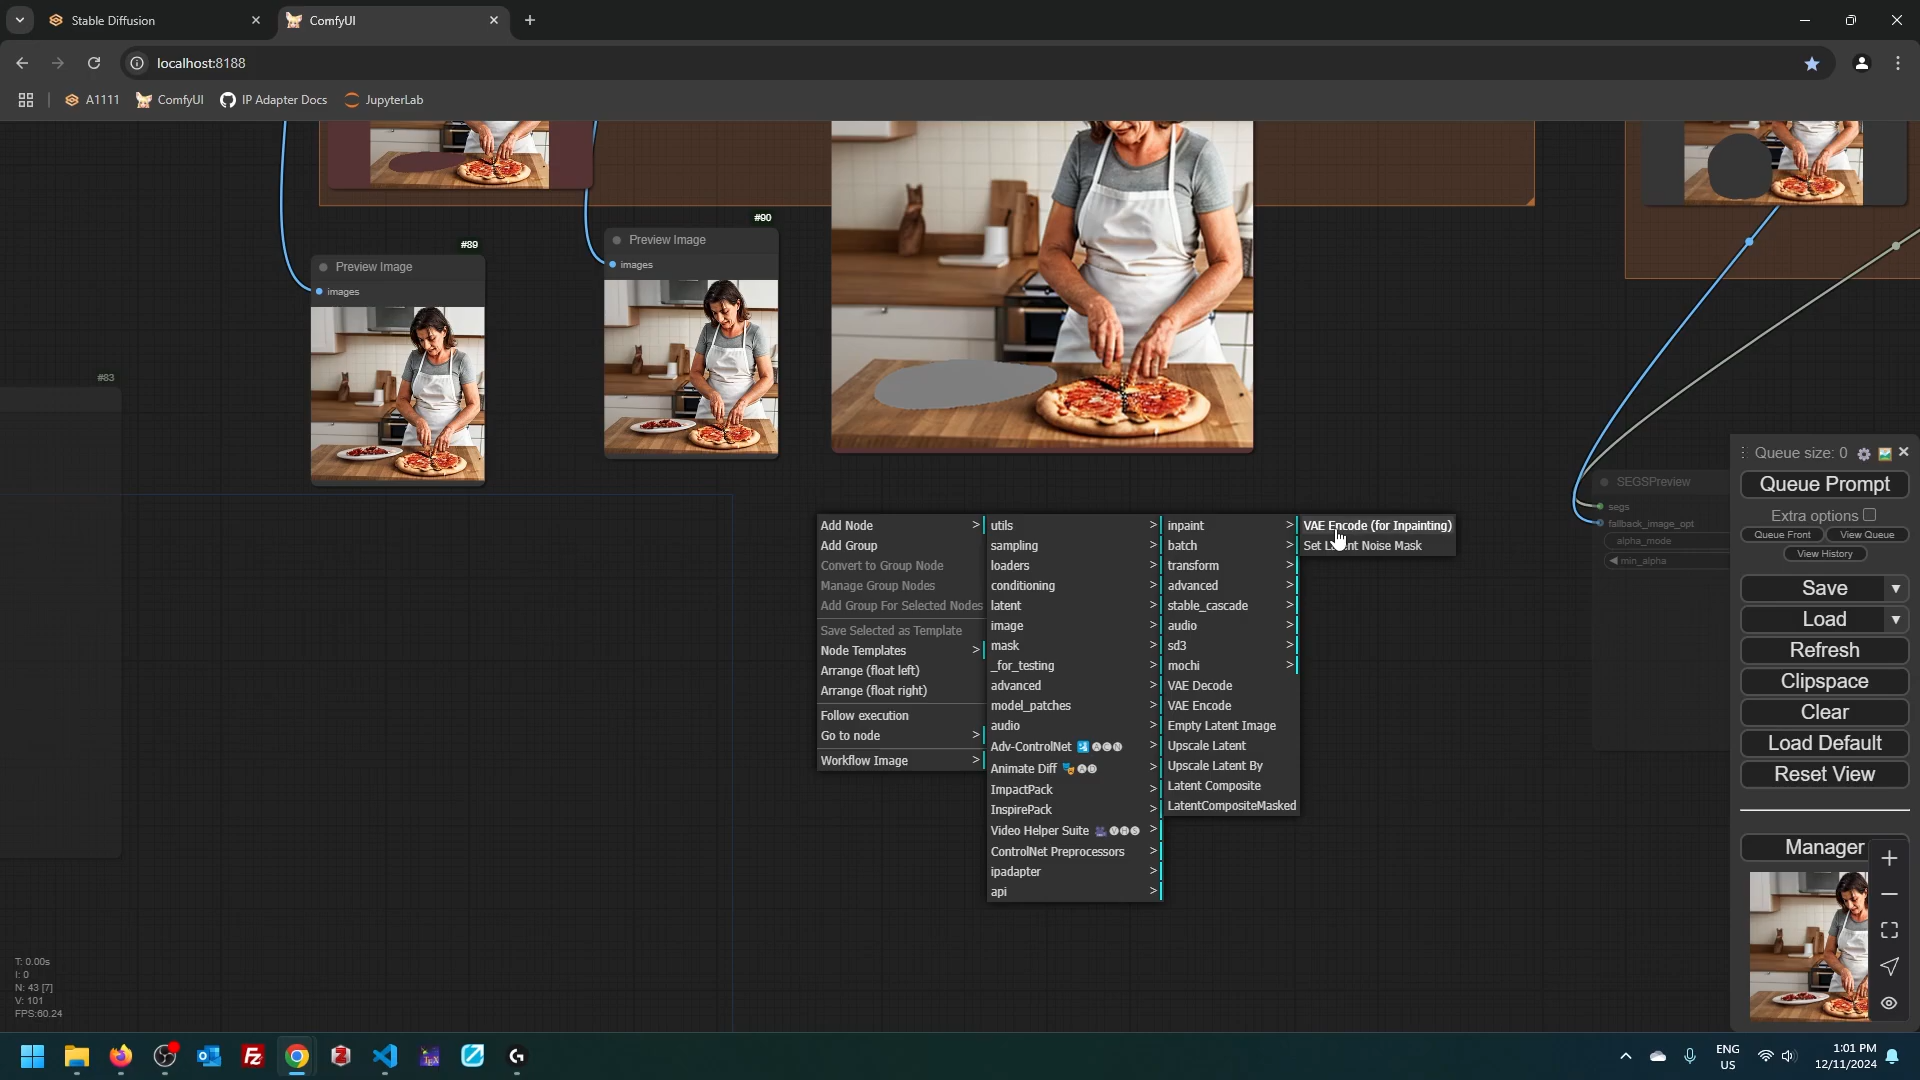 Stable Diffusion
ComfyUI
localhost:8188
A1111
ComfyUI
IP Adapter Docs
JupyterLab
#90
Preview Image
images
#89
Preview Image
images
#83
SEGSPreview
segs
fallback_image_opt
alpha_mode
min_alpha
Add Node >
Add Group
Convert to Group Node
Manage Group Nodes
Add Group For Selected Nodes
Save Selected as Template
Node Templates >
Arrange (float left)
Arrange (float right)
Follow execution
Go to node >
Workflow Image >
utils >
sampling >
loaders >
conditioning >
latent >
image >
mask >
_for_testing >
advanced >
model_patches >
audio >
Adv-ControlNet 🛂🅐🅒🅝 >
Animate Diff 🎭🅐🅓 >
ImpactPack >
InspirePack >
Video Helper Suite 🎥🅥🅗🅢 >
ControlNet Preprocessors >
ipadapter >
api >
inpaint >
batch >
transform >
advanced >
stable_cascade >
audio >
sd3 >
mochi >
VAE Decode
VAE Encode
Empty Latent Image
Upscale Latent
Upscale Latent By
Latent Composite
LatentCompositeMasked
VAE Encode (for Inpainting)
Set Latent Noise Mask
Queue size: 0
Queue Prompt
Extra options
Queue Front
View Queue
View History
Save
Load
Refresh
Clipspace
Clear
Load Default
Reset View
Manager
T: 0.00s
I: 0
N: 43 [7]
V: 101
FPS:60.24
ENG
US
1:01 PM
12/11/2024